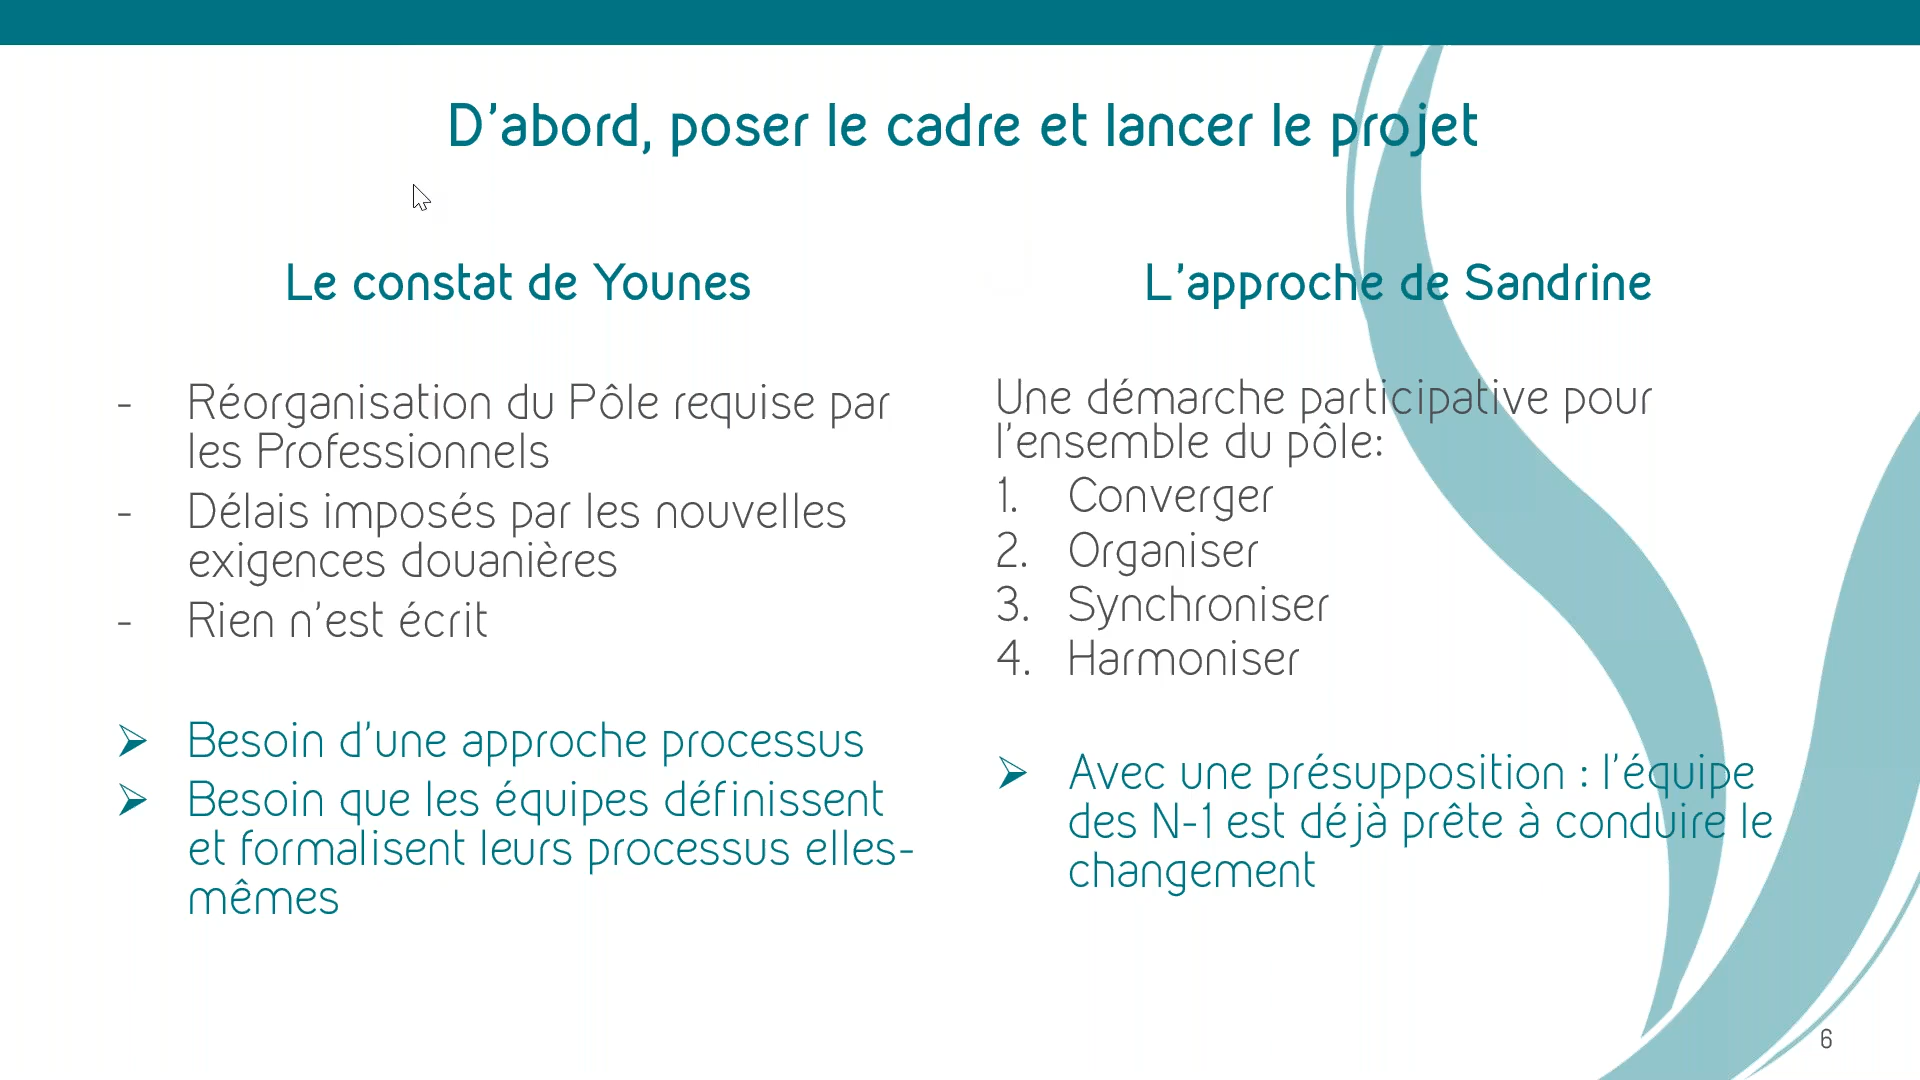 D'abord, poser le cadre et lancer le projet
Le constat de Younes
- Réorganisation du Pôle requise par
les Professionnels
- Délais imposés par les nouvelles
exigences douanières
- Rien n'est écrit
➢ Besoin d'une approche processus
➢ Besoin que les équipes définissent
et formalisent leurs processus elles-
mêmes
L'approche de Sandrine
Une démarche participative pour
l'ensemble du pôle:
1. Converger
2. Organiser
3. Synchroniser
4. Harmoniser
➢ Avec une présupposition : l'équipe
des N-1 est déjà prête à conduire le
changement
6